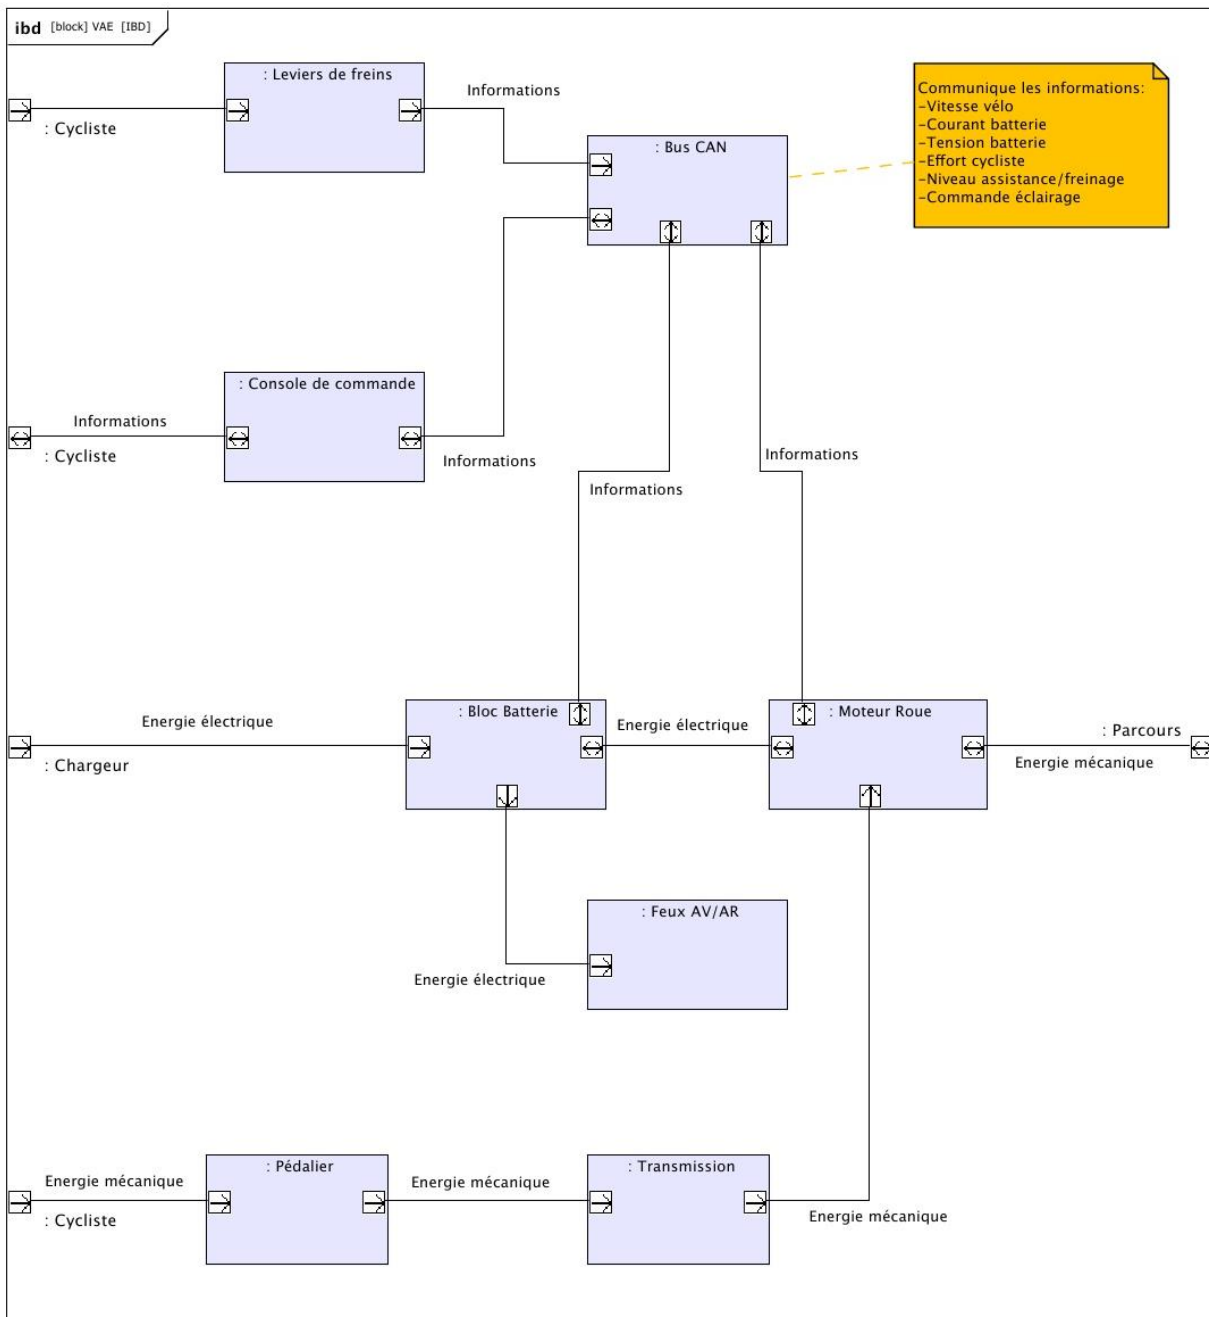 ibd [block] VAE [IBD]
: Leviers de freins
Informations
: Cycliste
: Bus CAN
Communique les informations:
-Vitesse vélo
-Courant batterie
-Tension batterie
-Effort cycliste
-Niveau assistance/freinage
-Commande éclairage
: Console de commande
Informations
: Cycliste
Informations
Informations
Informations
Energie électrique
: Chargeur
: Bloc Batterie
Energie électrique
: Moteur Roue
: Parcours
Energie mécanique
: Feux AV/AR
Energie électrique
Energie mécanique
: Cycliste
: Pédalier
Energie mécanique
: Transmission
Energie mécanique